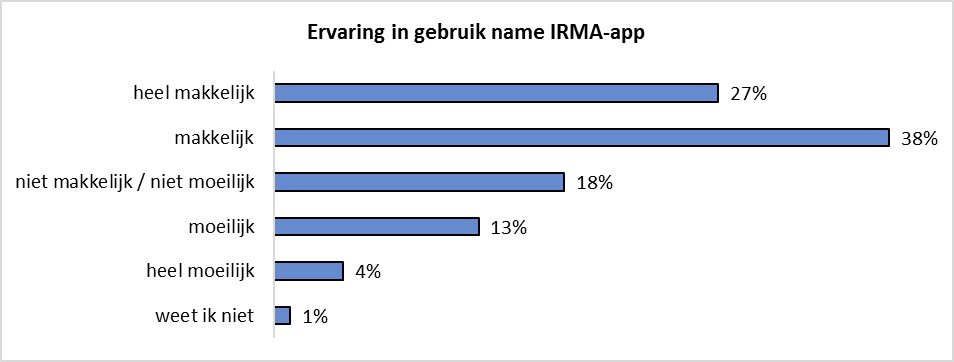 Ervaring in gebruik name IRMA-app
heel makkelijk 27%
makkelijk 38%
niet makkelijk / niet moeilijk 18%
moeilijk 13%
heel moeilijk 4%
weet ik niet 1%